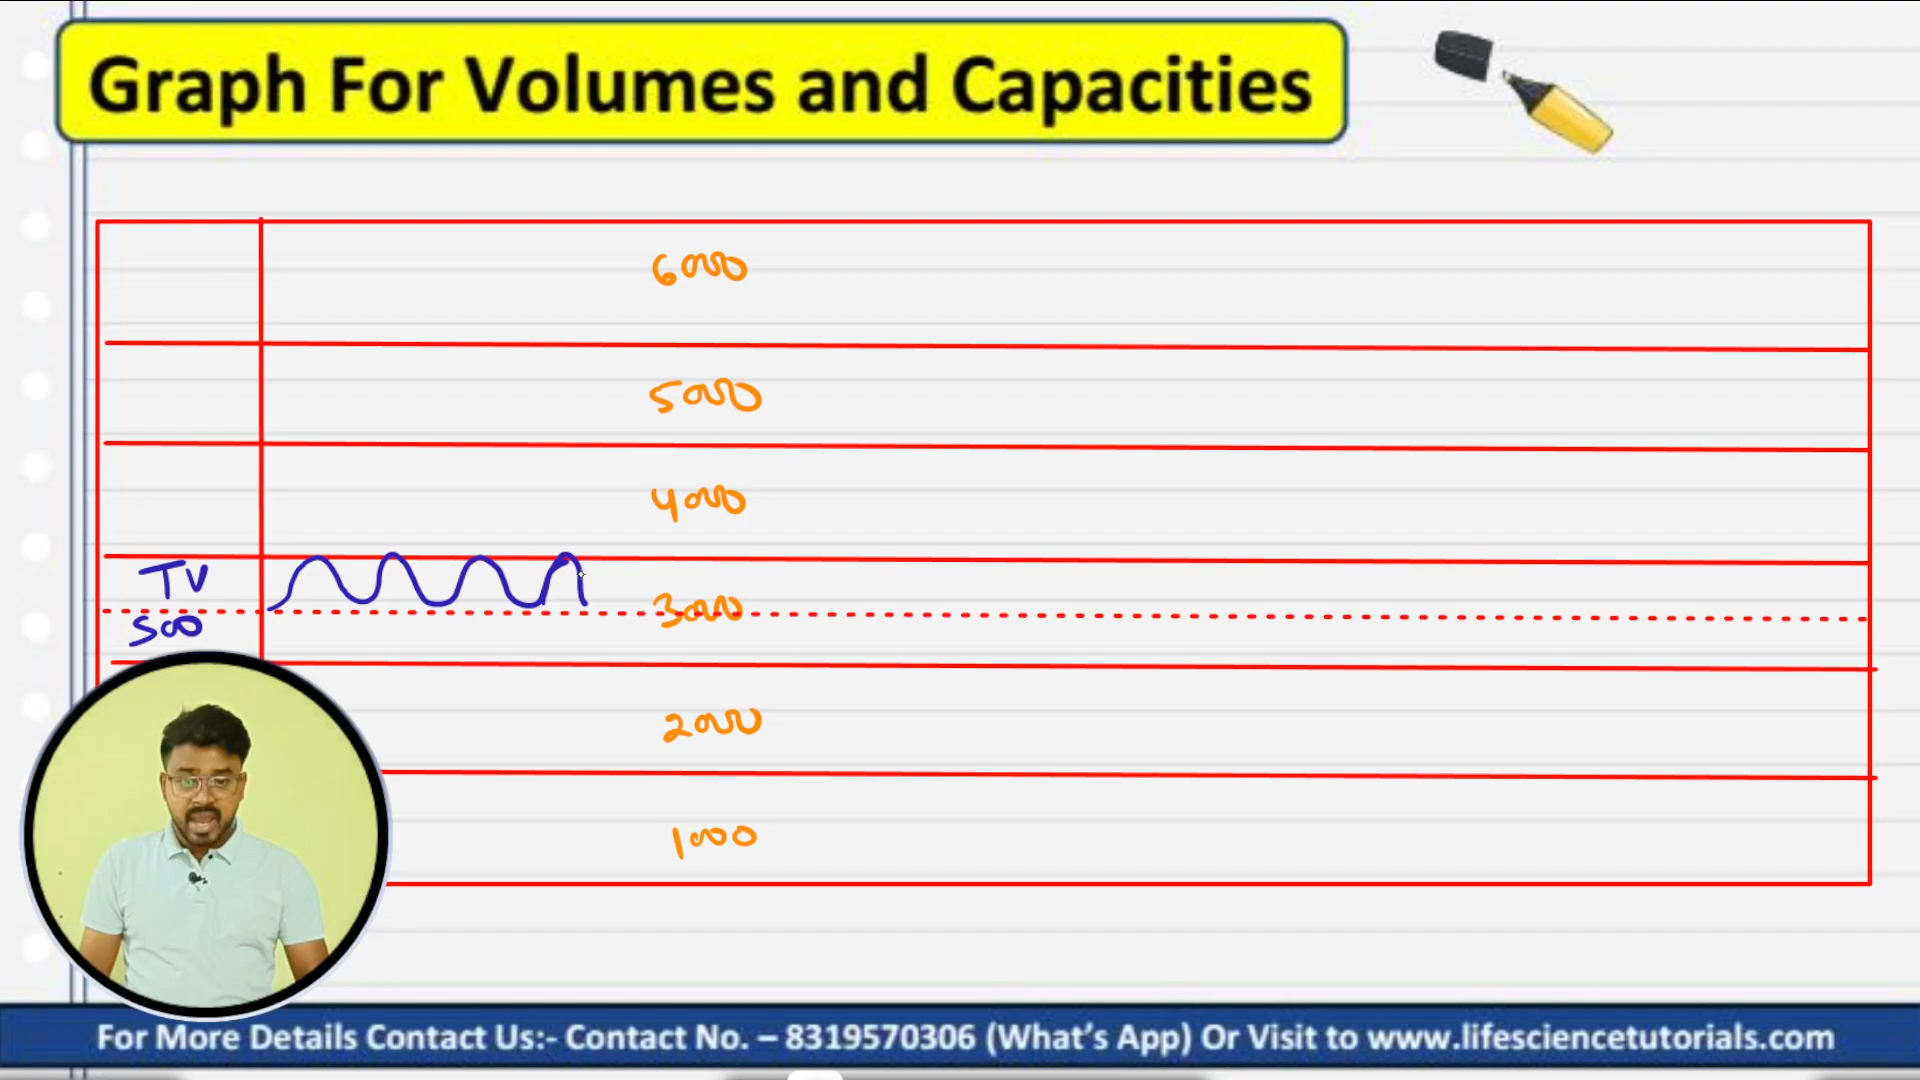 Graph For Volumes and Capacities
6000
5000
4000
TV
3000
500
2000
1000
For More Details Contact Us:- Contact No. – 8319570306 (What's App) Or Visit to www.lifesciencetutorials.com